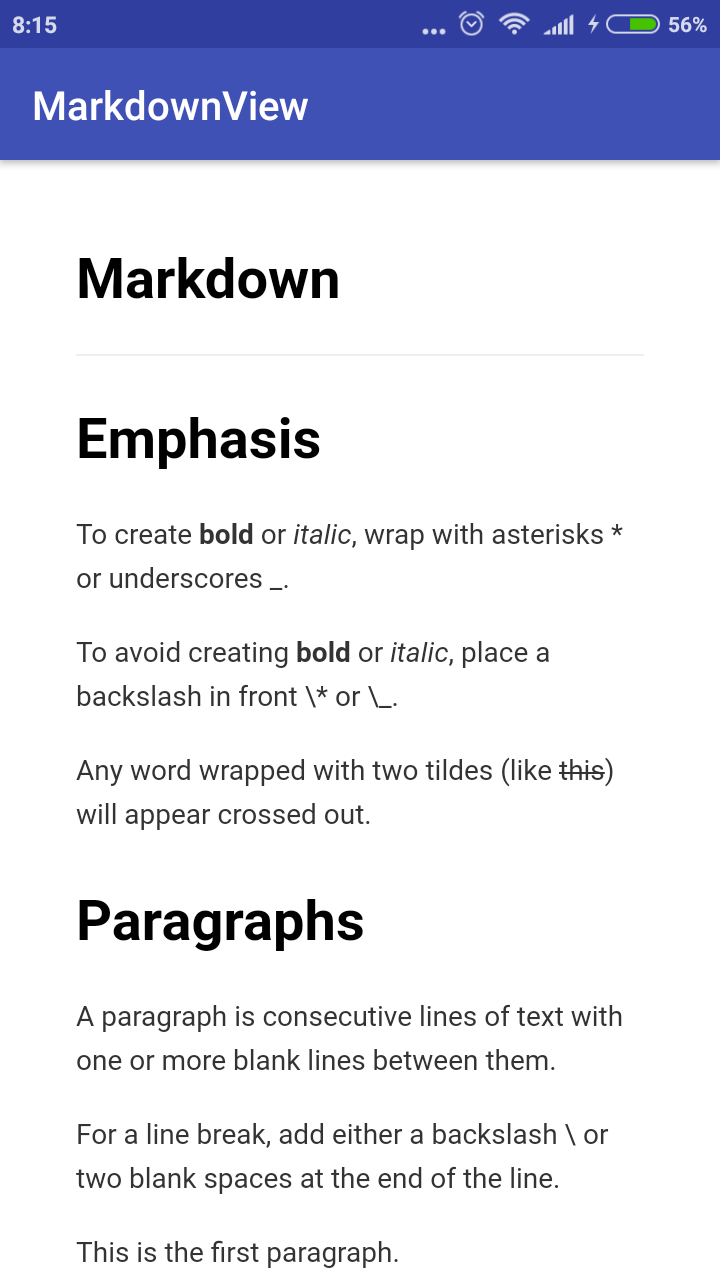 8:15
56%
MarkdownView
Markdown
Emphasis
To create bold or italic, wrap with asterisks *
or underscores _.
To avoid creating bold or italic, place a
backslash in front \* or \_.
Any word wrapped with two tildes (like this)
will appear crossed out.
Paragraphs
A paragraph is consecutive lines of text with
one or more blank lines between them.
For a line break, add either a backslash \ or
two blank spaces at the end of the line.
This is the first paragraph.